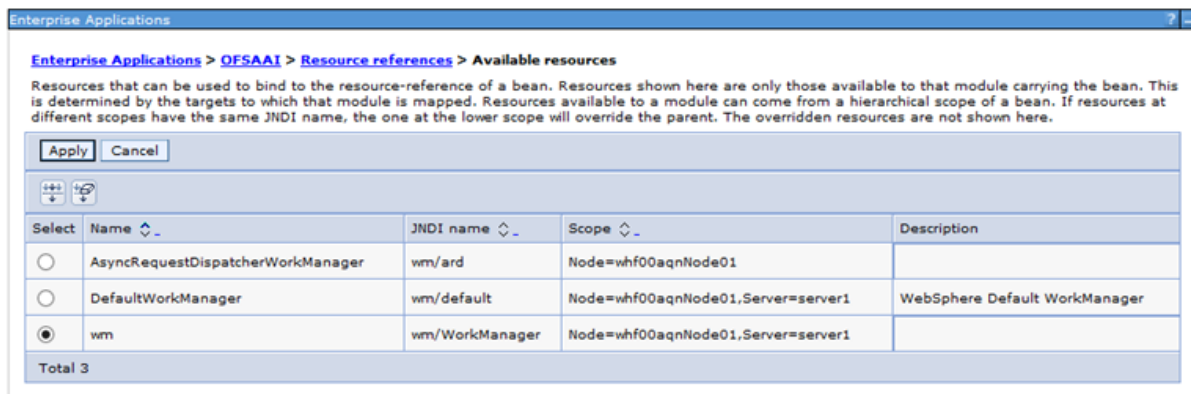 Enterprise Applications ? -
Enterprise Applications > OFSAAI > Resource references > Available resources
Resources that can be used to bind to the resource-reference of a bean. Resources shown here are only those available to that module carrying the bean. This
is determined by the targets to which that module is mapped. Resources available to a module can come from a hierarchical scope of a bean. If resources at
different scopes have the same JNDI name, the one at the lower scope will override the parent. The overridden resources are not shown here.
Apply Cancel
Select Name JNDI name Scope Description
AsyncRequestDispatcherWorkManager wm/ard Node=whf00aqnNode01
DefaultWorkManager wm/default Node=whf00aqnNode01,Server=server1 WebSphere Default WorkManager
wm wm/WorkManager Node=whf00aqnNode01,Server=server1
Total 3